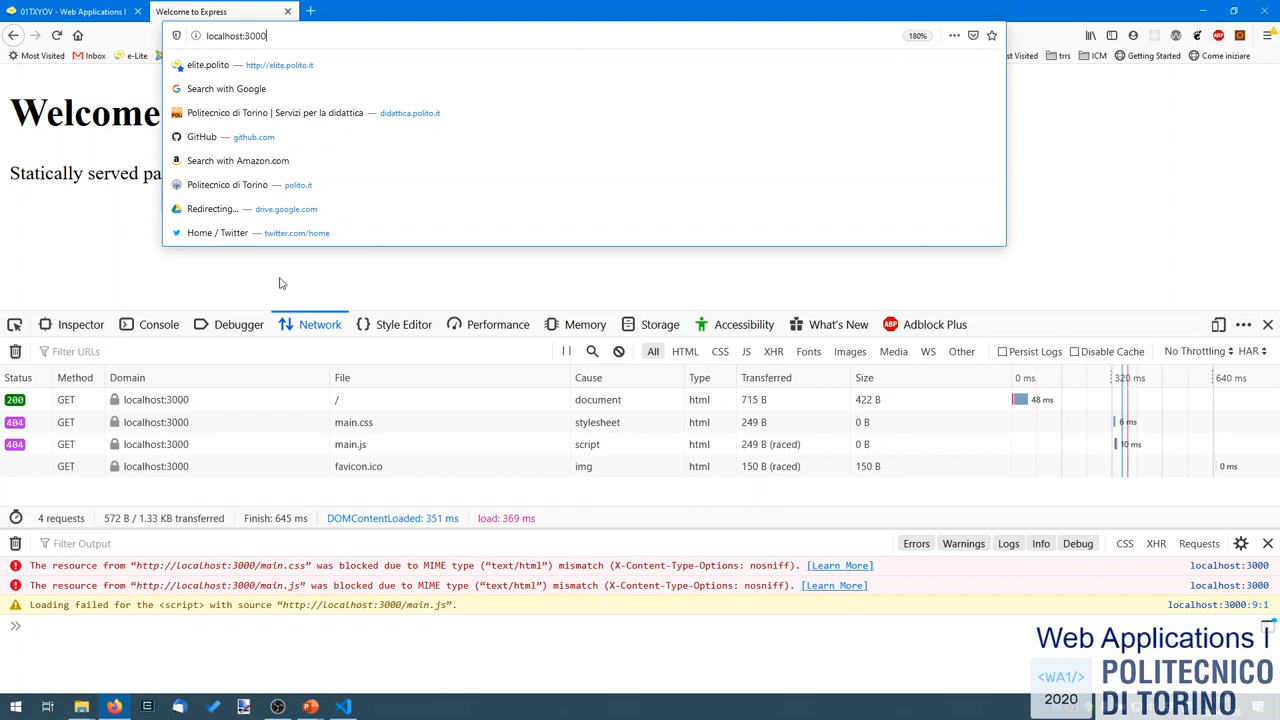 01TXYOV - Web Applications I
Welcome to Express
localhost:3000
180%
Most Visited
Inbox
e-Lite
st Visited
trrs
ICM
Getting Started
Come iniziare
elite.polito — http://elite.polito.it
Search with Google
Politecnico di Torino | Servizi per la didattica — didattica.polito.it
GitHub — github.com
Search with Amazon.com
Politecnico di Torino — polito.it
Redirecting... — drive.google.com
Home / Twitter — twitter.com/home
Welcome
Statically served pa
Inspector Console Debugger Network Style Editor Performance Memory Storage Accessibility What's New Adblock Plus
Filter URLs
All HTML CSS JS XHR Fonts Images Media WS Other Persist Logs Disable Cache No Throttling HAR
Status Method Domain File Cause Type Transferred Size 0 ms 320 ms 640 ms
200 GET localhost:3000 / document html 715 B 422 B 48 ms
404 GET localhost:3000 main.css stylesheet html 249 B 0 B 6 ms
404 GET localhost:3000 main.js script html 249 B (raced) 0 B 10 ms
GET localhost:3000 favicon.ico img html 150 B (raced) 150 B 0 ms
4 requests 572 B / 1.33 KB transferred Finish: 645 ms DOMContentLoaded: 351 ms load: 369 ms
Filter Output
Errors Warnings Logs Info Debug CSS XHR Requests
The resource from “http://localhost:3000/main.css” was blocked due to MIME type (“text/html”) mismatch (X-Content-Type-Options: nosniff). [Learn More] localhost:3000
The resource from “http://localhost:3000/main.js” was blocked due to MIME type (“text/html”) mismatch (X-Content-Type-Options: nosniff). [Learn More] localhost:3000
Loading failed for the <script> with source “http://localhost:3000/main.js”. localhost:3000:9:1
Web Applications I
<WA1/>
2020
POLITECNICO
DI TORINO